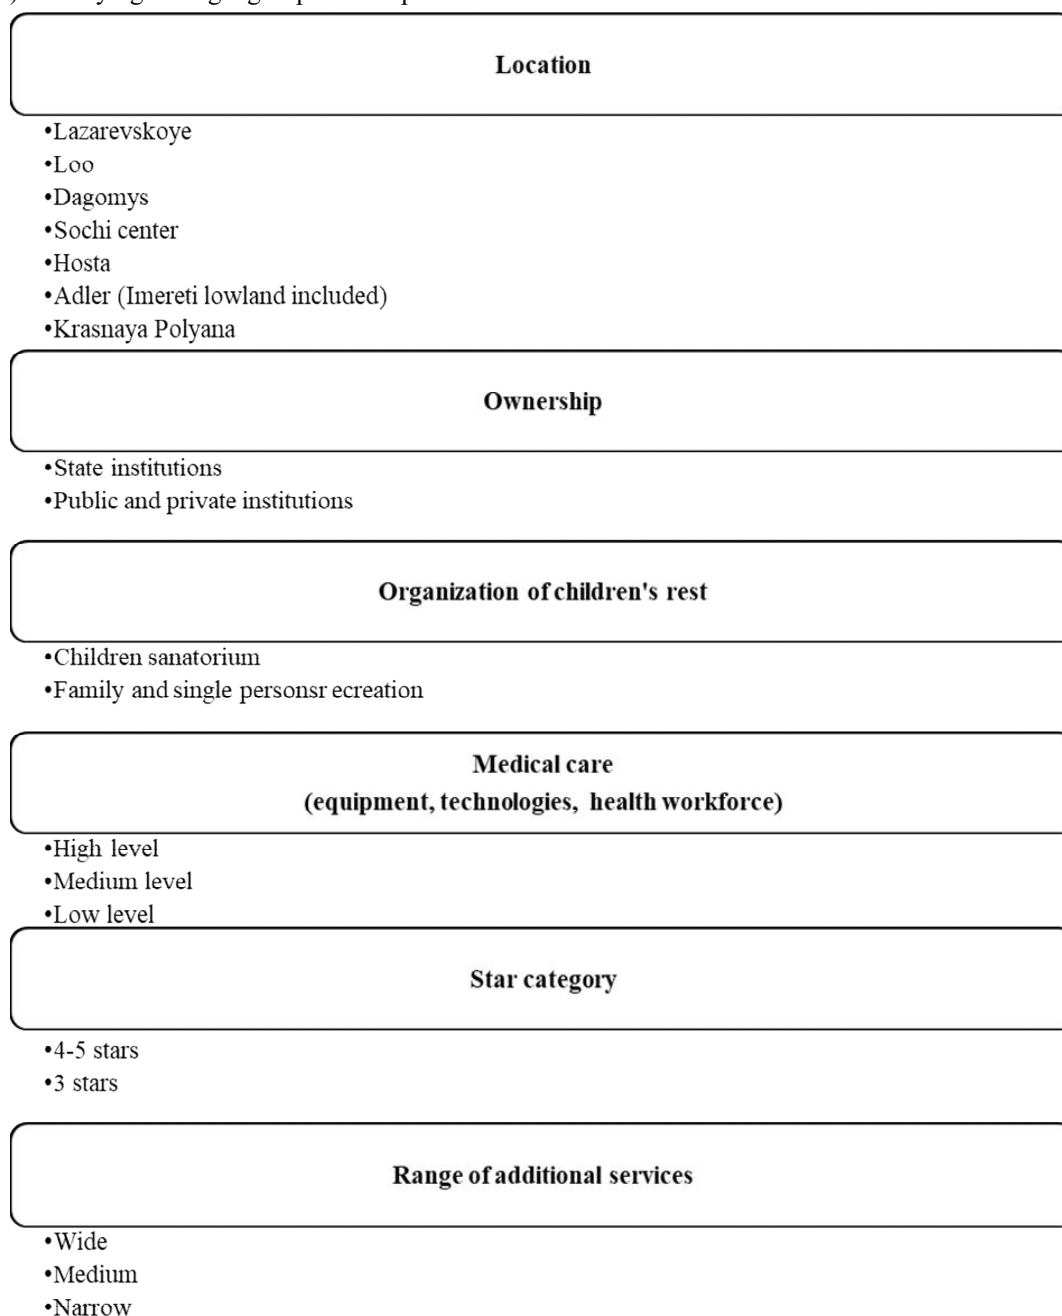 Location
•Lazarevskoye
•Loo
•Dagomys
•Sochi center
•Hosta
•Adler (Imereti lowland included)
•Krasnaya Polyana
Ownership
•State institutions
•Public and private institutions
Organization of children's rest
•Children sanatorium
•Family and single personsr ecreation
Medical care
(equipment, technologies, health workforce)
•High level
•Medium level
•Low level
Star category
•4-5 stars
•3 stars
Range of additional services
•Wide
•Medium
•Narrow